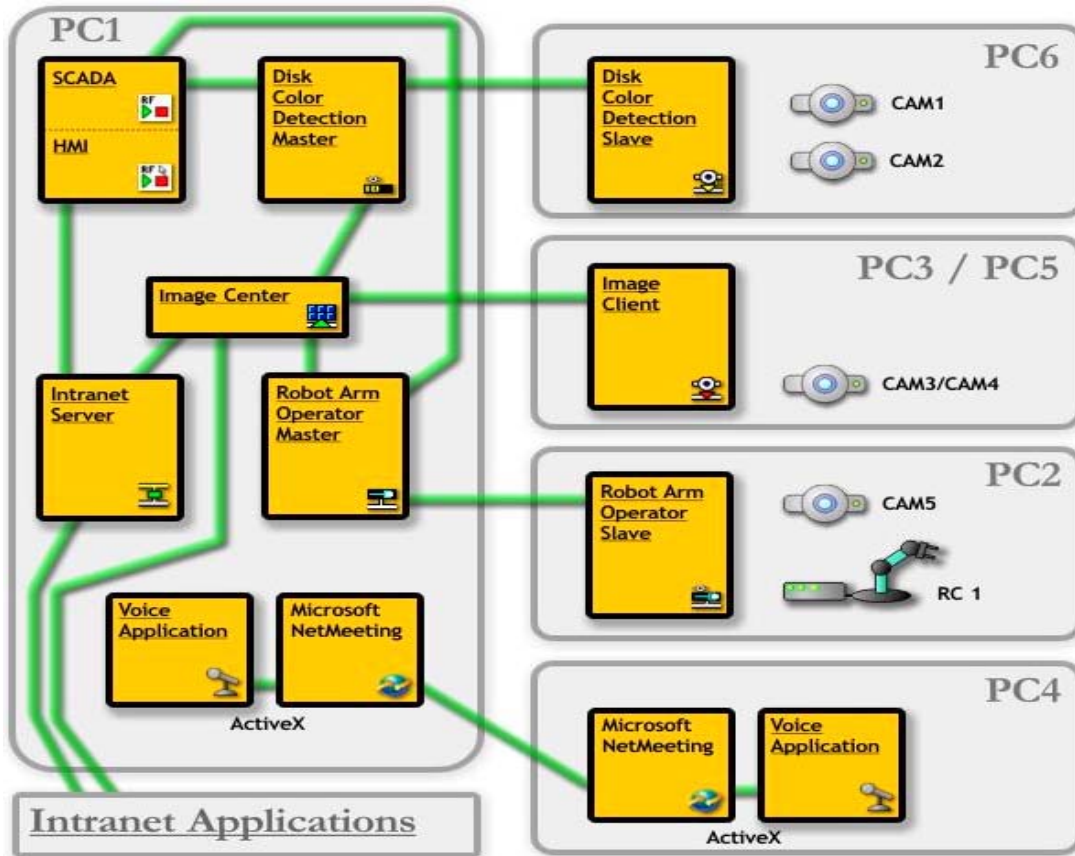 PC1
SCADA
HMI
Disk
Color
Detection
Master
Image Center
Intranet
Server
Robot Arm
Operator
Master
Voice
Application
Microsoft
NetMeeting
ActiveX
Intranet Applications
PC6
Disk
Color
Detection
Slave
CAM1
CAM2
PC3 / PC5
Image
Client
CAM3/CAM4
PC2
Robot Arm
Operator
Slave
CAM5
RC 1
PC4
Microsoft
NetMeeting
Voice
Application
ActiveX